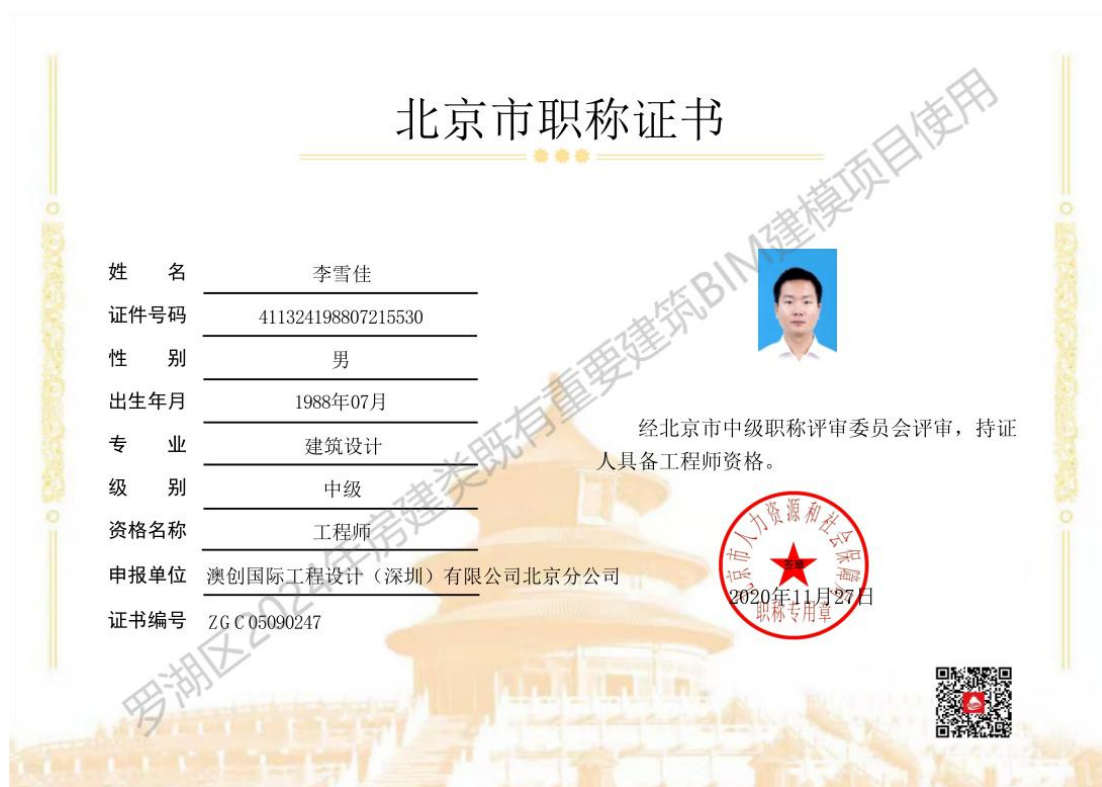 北京市职称证书
姓 名 李雪佳
证件号码 411324198807215530
性 别 男
出生年月 1988年07月
专 业 建筑设计
级 别 中级
资格名称 工程师
申报单位 澳创国际工程设计（深圳）有限公司北京分公司
证书编号 ZGC05090247
经北京市中级职称评审委员会评审，持证
人具备工程师资格。
北京市人力资源和社会保障局
2020年11月27日
职称专用章
罗湖区2024年房建类既有重要建筑BIM建模项目使用